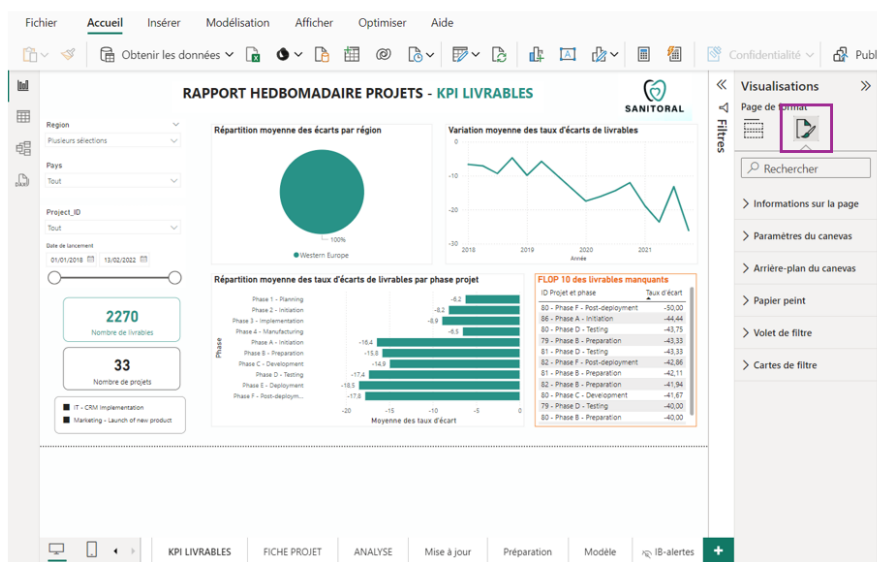 Fichier Accueil Insérer Modélisation Afficher Optimiser Aide
Obtenir les données Confidentialité Publ
RAPPORT HEDBOMADAIRE PROJETS - KPI LIVRABLES
SANITORAL
Region
Plusieurs sélections
Pays
Tout
Project_ID
Tout
Date de lancement
01/01/2018 13/02/2022
2270
Nombre de livrables
33
Nombre de projets
IT - CRM Implementation
Marketing - Launch of new product
Répartition moyenne des écarts par région
100%
Western Europe
Variation moyenne des taux d'écarts de livrables
0
-10
-20
-30
2018 2019 2020 2021
Année
Répartition moyenne des taux d'écarts de livrables par phase projet
Phase
Phase 1 - Planning -6.2
Phase 2 - Initiation -8.2
Phase 3 - Implementation -8.9
Phase 4 - Manufacturing -6.5
Phase A - Initiation -16.4
Phase B - Preparation -15.8
Phase C - Development -14.9
Phase D - Testing -17.4
Phase E - Deployment -18.5
Phase F - Post-deploym... -17.8
-20 -15 -10 -5 0
Moyenne des taux d'écart
FLOP 10 des livrables manquants
ID Projet et phase Taux d'écart
80 - Phase F - Post-deployment -50,00
86 - Phase A - Initiation -44,44
80 - Phase D - Testing -43,75
79 - Phase B - Preparation -43,33
81 - Phase D - Testing -43,33
82 - Phase F - Post-deployment -42,86
81 - Phase B - Preparation -42,11
82 - Phase B - Preparation -41,94
80 - Phase C - Development -41,67
79 - Phase D - Testing -40,00
80 - Phase B - Preparation -40,00
Filtres
Visualisations
Page de format
Rechercher
Informations sur la page
Paramètres du canevas
Arrière-plan du canevas
Papier peint
Volet de filtre
Cartes de filtre
KPI LIVRABLES FICHE PROJET ANALYSE Mise à jour Préparation Modèle IB-alertes